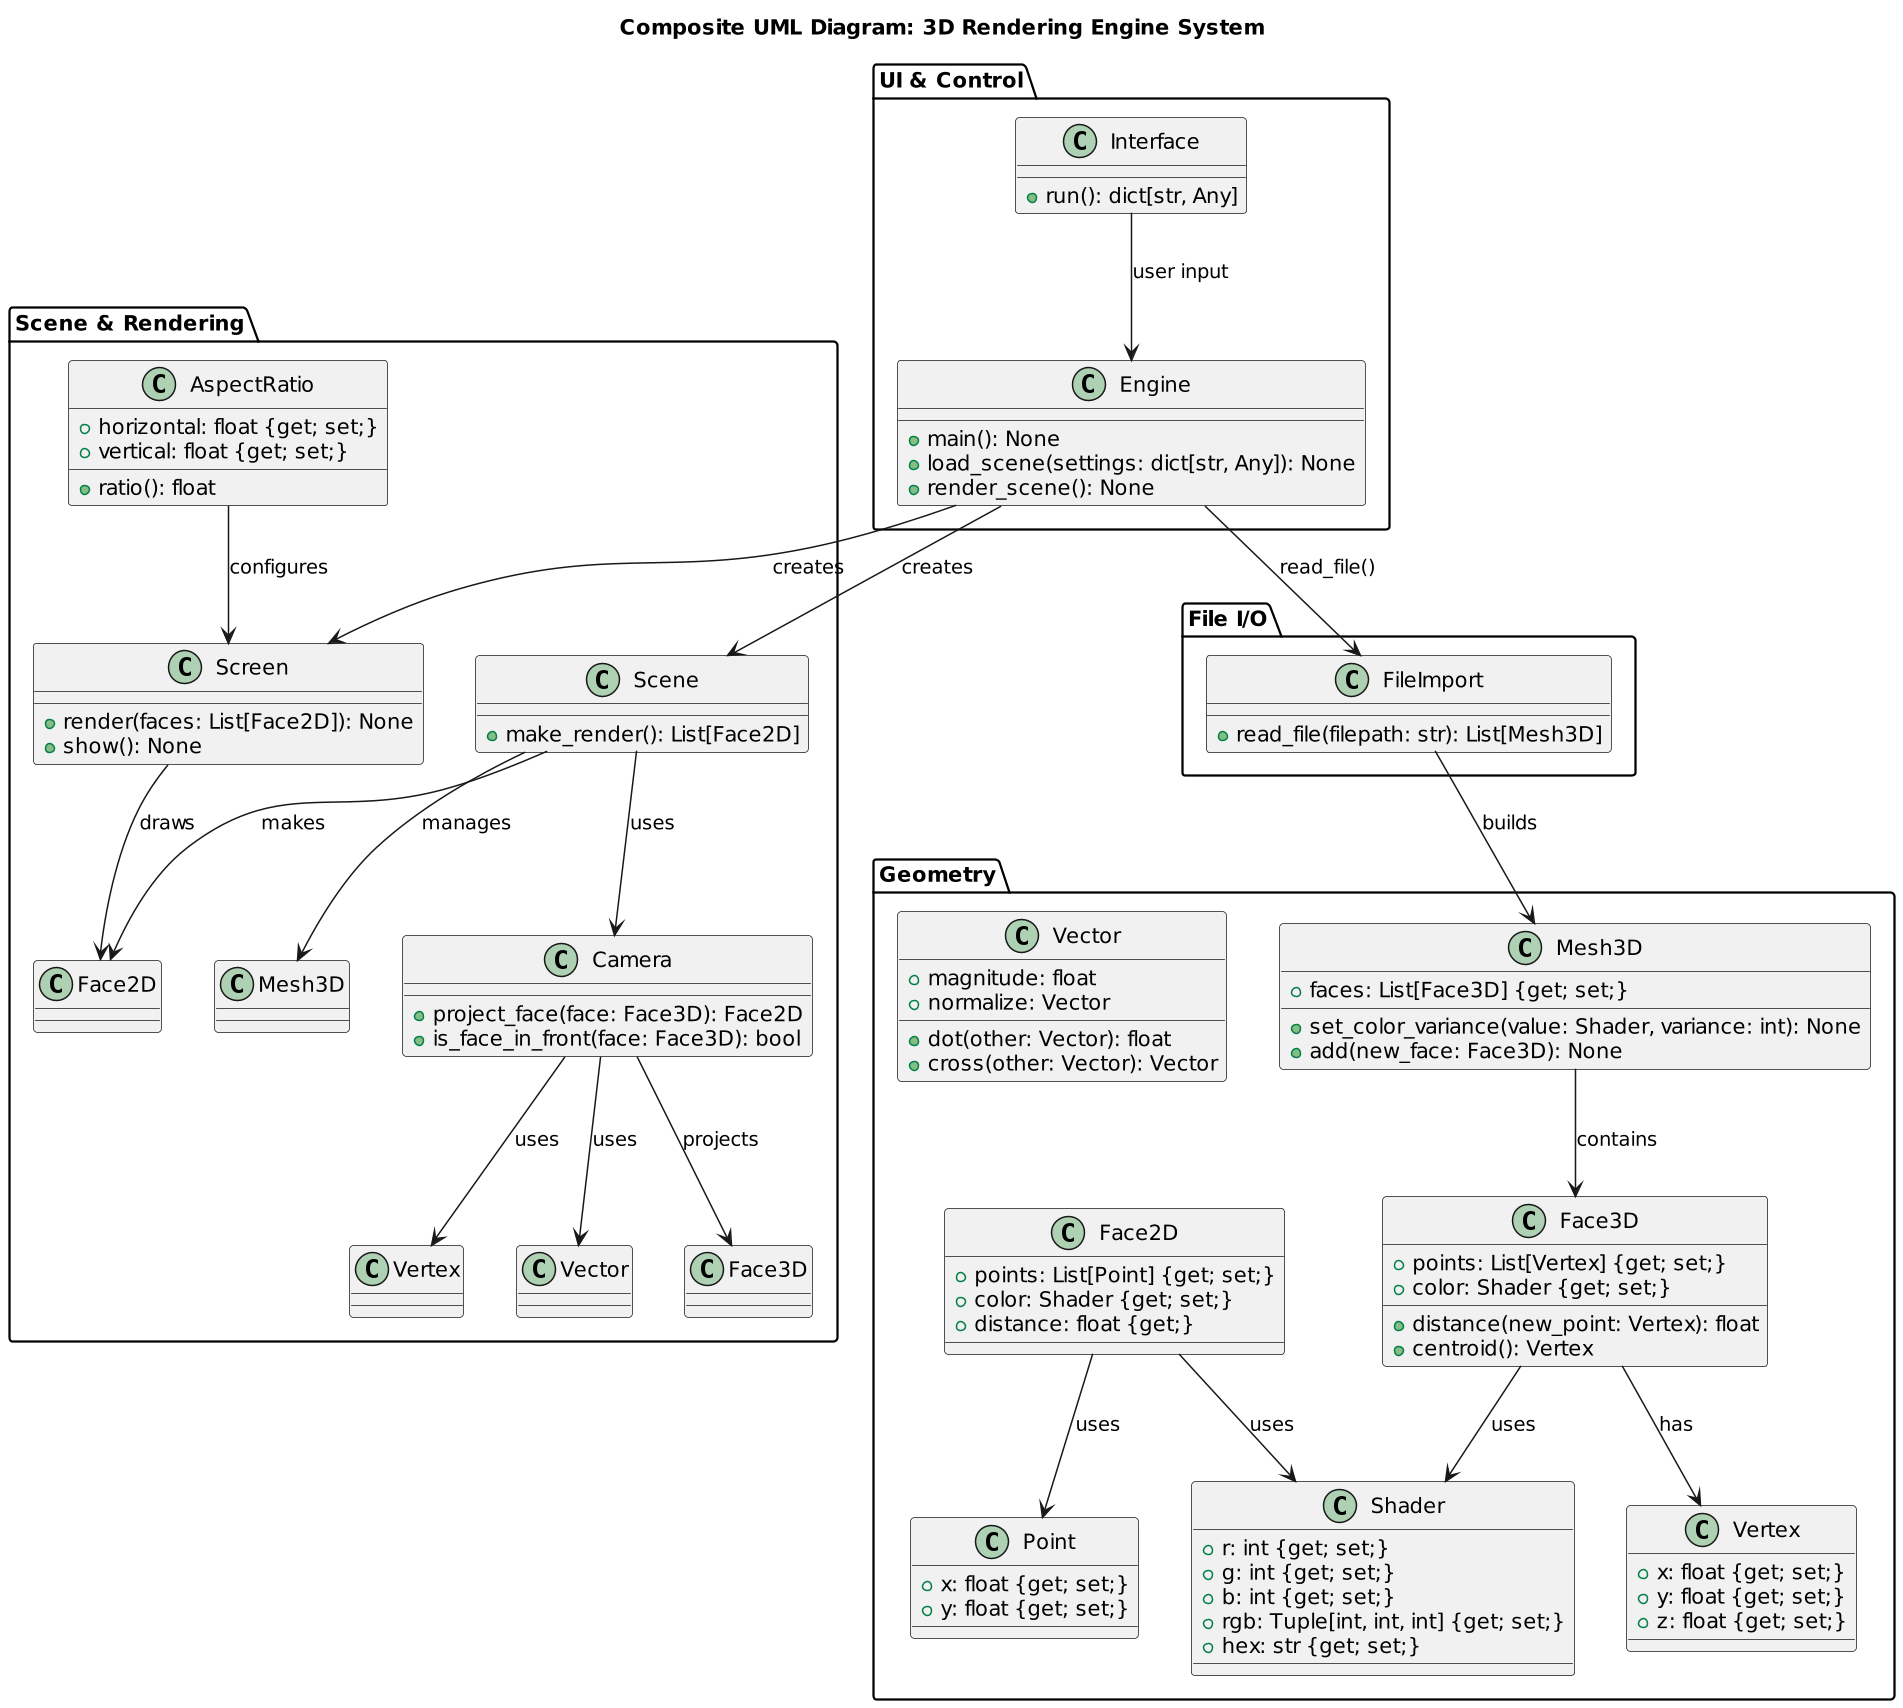 Composite UML Diagram: 3D Rendering Engine System
UI & Control
C Interface
run(): dict[str, Any]
user input
C Engine
main(): None
load_scene(settings: dict[str, Any]): None
render_scene(): None
Scene & Rendering
C AspectRatio
horizontal: float {get; set;}
vertical: float {get; set;}
ratio(): float
configures
creates
creates
read_file()
C Screen
render(faces: List[Face2D]): None
show(): None
C Scene
make_render(): List[Face2D]
File I/O
C FileImport
read_file(filepath: str): List[Mesh3D]
draws
makes
manages
uses
builds
C Face2D
C Mesh3D
C Camera
project_face(face: Face3D): Face2D
is_face_in_front(face: Face3D): bool
uses
uses
projects
C Vertex
C Vector
C Face3D
Geometry
C Vector
magnitude: float
normalize: Vector
dot(other: Vector): float
cross(other: Vector): Vector
C Mesh3D
faces: List[Face3D] {get; set;}
set_color_variance(value: Shader, variance: int): None
add(new_face: Face3D): None
contains
C Face2D
points: List[Point] {get; set;}
color: Shader {get; set;}
distance: float {get;}
C Face3D
points: List[Vertex] {get; set;}
color: Shader {get; set;}
distance(new_point: Vertex): float
centroid(): Vertex
uses
uses
uses
has
C Point
x: float {get; set;}
y: float {get; set;}
C Shader
r: int {get; set;}
g: int {get; set;}
b: int {get; set;}
rgb: Tuple[int, int, int] {get; set;}
hex: str {get; set;}
C Vertex
x: float {get; set;}
y: float {get; set;}
z: float {get; set;}